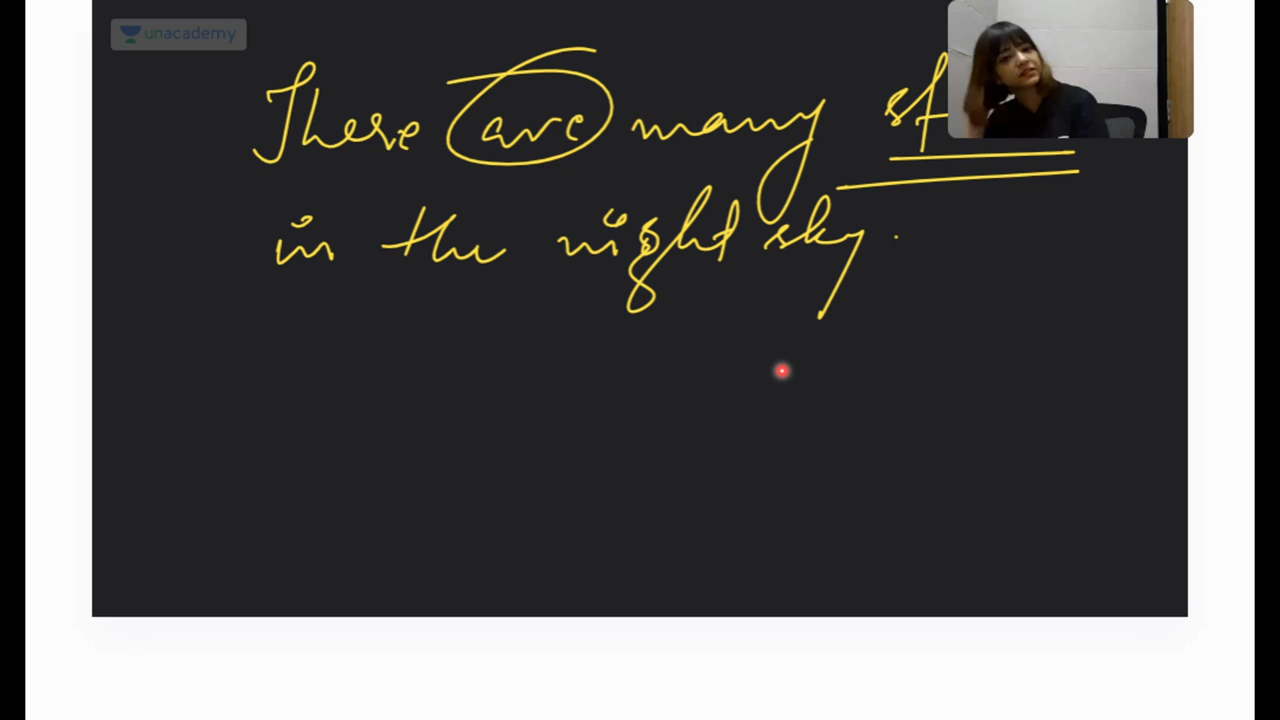 unacademy
There are many st
in the night sky.